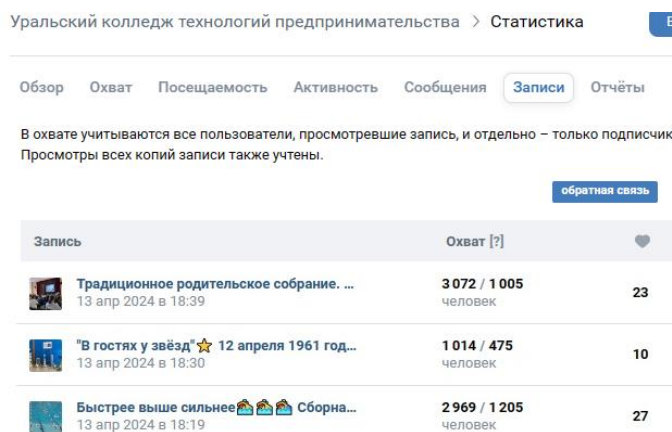 Уральский колледж технологий предпринимательства > Статистика
Обзор Охват Посещаемость Активность Сообщения Записи Отчёты
В охвате учитываются все пользователи, просмотревшие запись, и отдельно – только подписчик
Просмотры всех копий записи также учтены.
обратная связь
Запись Охват [?]
Традиционное родительское собрание. ... 3 072 / 1 005 23
13 апр 2024 в 18:39 человек
"В гостях у звёзд"⭐ 12 апреля 1961 год... 1 014 / 475 10
13 апр 2024 в 18:30 человек
Быстрее выше сильнее Сборна... 2 969 / 1 205 27
13 апр 2024 в 18:19 человек